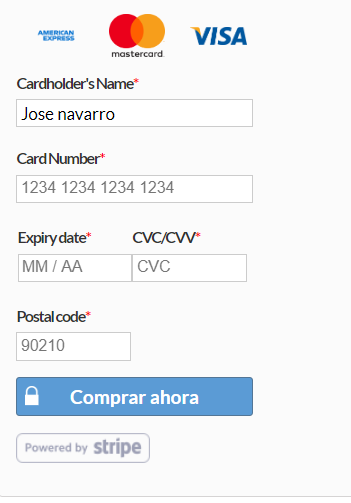 AMERICAN
EXPRESS
mastercard.
VISA
Cardholder's Name*
Jose navarro
Card Number*
1234 1234 1234 1234
Expiry date* CVC/CVV*
MM / AA CVC
Postal code*
90210
Comprar ahora
Powered by stripe